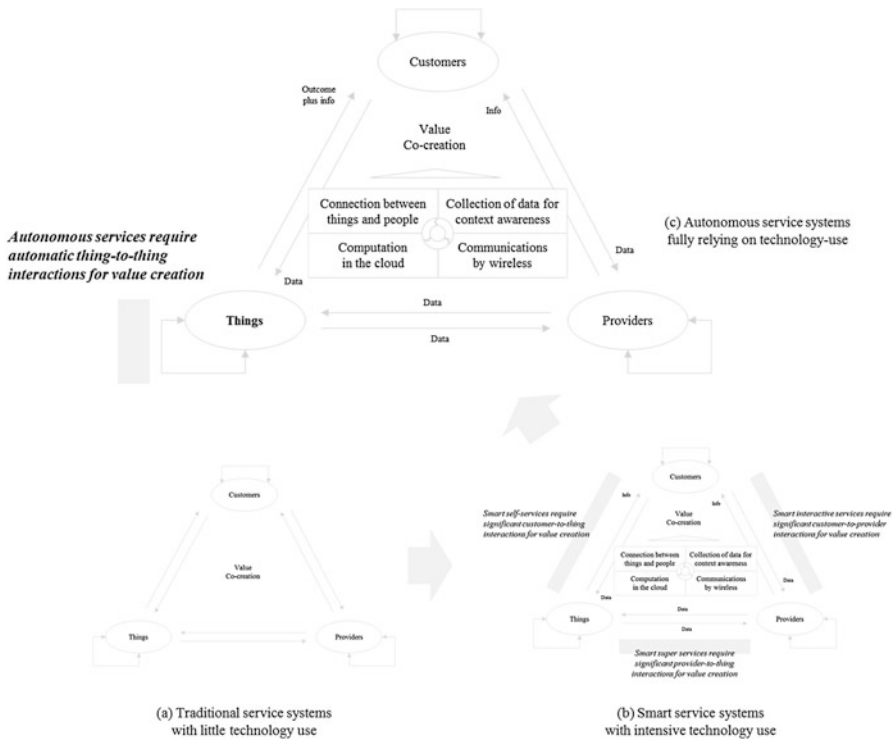 Customers
Outcome
plus info
Info
Value
Co-creation
Connection between
things and people
Collection of data for
context awareness
Computation
in the cloud
Communications
by wireless
Autonomous services require
automatic thing-to-thing
interactions for value creation
(c) Autonomous service systems
fully relying on technology-use
Data
Data
Things
Data
Data
Providers
Customers
Value
Co-creation
Things
Providers
(a) Traditional service systems
with little technology use
Customers
Info
Info
Smart self-services require
significant customer-to-thing
interactions for value creation
Value
Co-creation
Smart interactive services require
significant customer-to-provider
interactions for value creation
Connection between
things and people
Collection of data for
context awareness
Computation
in the cloud
Communications
by wireless
Data
Data
Things
Data
Data
Providers
Smart super services require
significant provider-to-thing
interactions for value creation
(b) Smart service systems
with intensive technology use